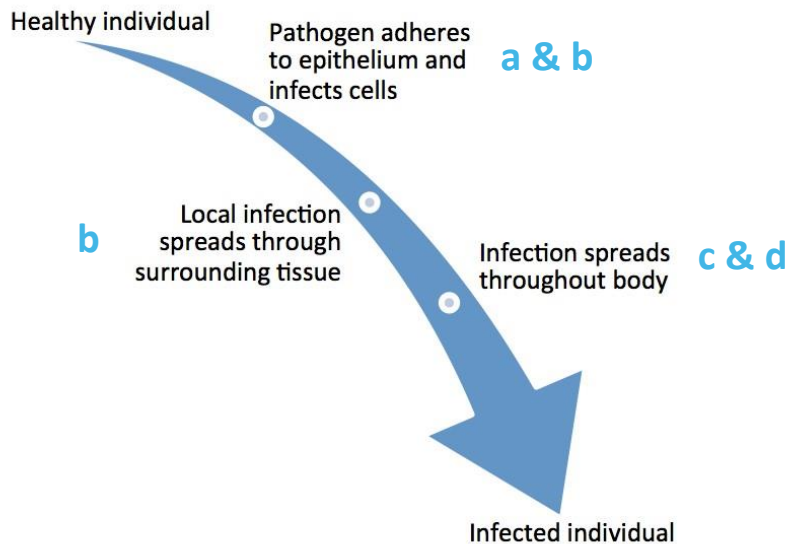 Healthy individual
Pathogen adheres
to epithelium and
infects cells
a & b
b
Local infection
spreads through
surrounding tissue
Infection spreads
throughout body
c & d
Infected individual